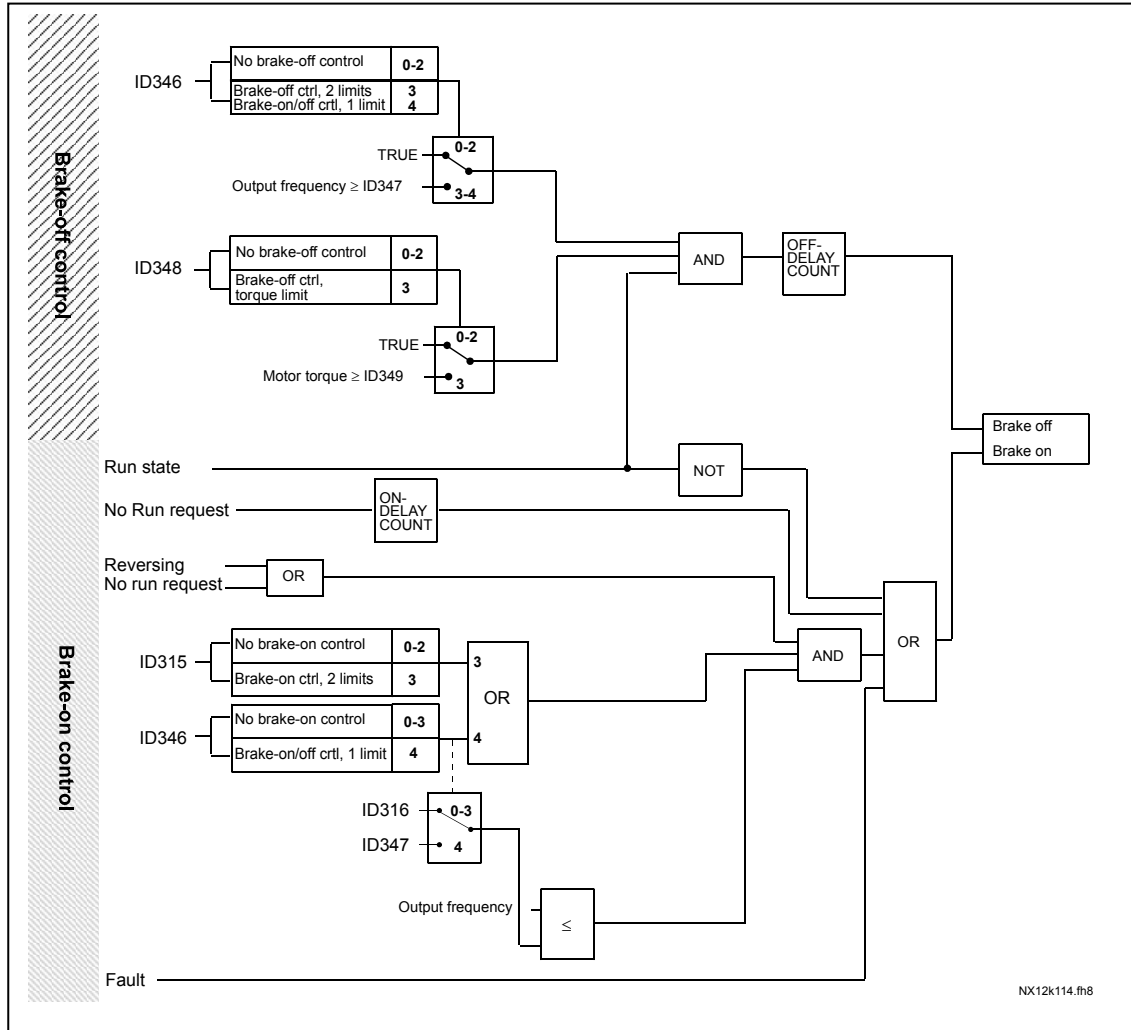 Brake-off control
ID346
No brake-off control 0-2
Brake-off ctrl, 2 limits 3
Brake-on/off crtl, 1 limit 4
0-2
TRUE
Output frequency ≥ ID347
3-4
ID348
No brake-off control 0-2
Brake-off ctrl,
torque limit
3
0-2
TRUE
Motor torque ≥ ID349
3
AND
OFF-
DELAY
COUNT
Brake off
Brake on
Brake-on control
Run state
NOT
No Run request
ON-
DELAY
COUNT
Reversing
No run request
OR
ID315
No brake-on control 0-2
Brake-on ctrl, 2 limits 3
ID346
No brake-on control 0-3
Brake-on/off crtl, 1 limit 4
3
OR
4
AND
OR
ID316
0-3
ID347
4
Output frequency
≤
Fault
NX12k114.fh8